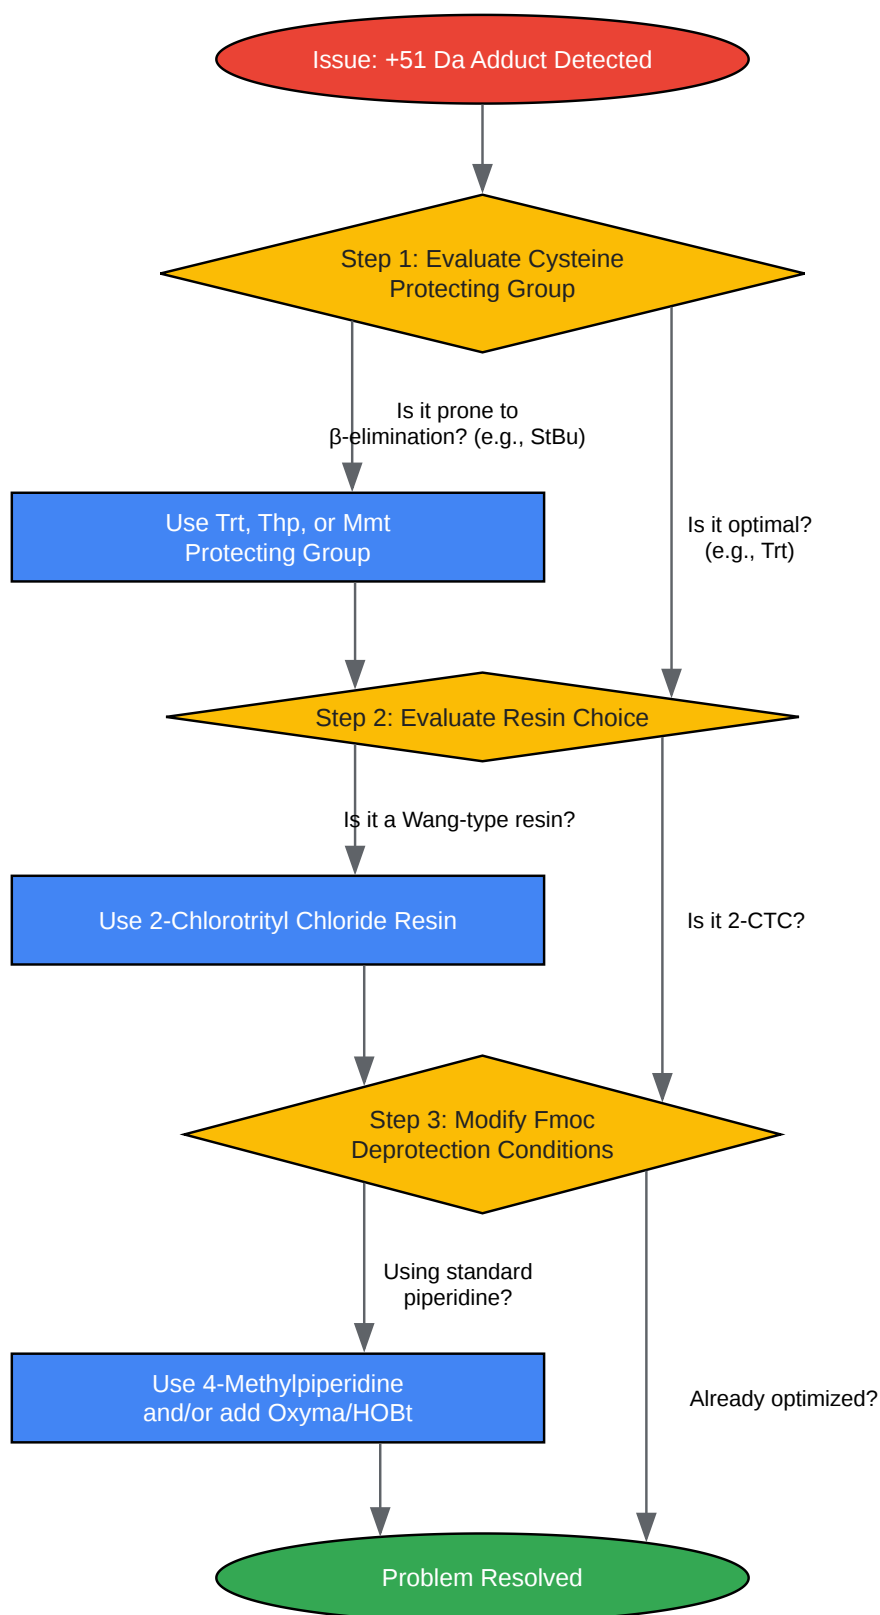 Issue: +51 Da Adduct Detected
Step 1: Evaluate Cysteine
Protecting Group
Is it prone to
β-elimination? (e.g., StBu)
Use Trt, Thp, or Mmt
Protecting Group
Is it optimal?
(e.g., Trt)
Step 2: Evaluate Resin Choice
Is it a Wang-type resin?
Use 2-Chlorotrityl Chloride Resin
Is it 2-CTC?
Step 3: Modify Fmoc
Deprotection Conditions
Using standard
piperidine?
Use 4-Methylpiperidine
and/or add Oxyma/HOBt
Already optimized?
Problem Resolved